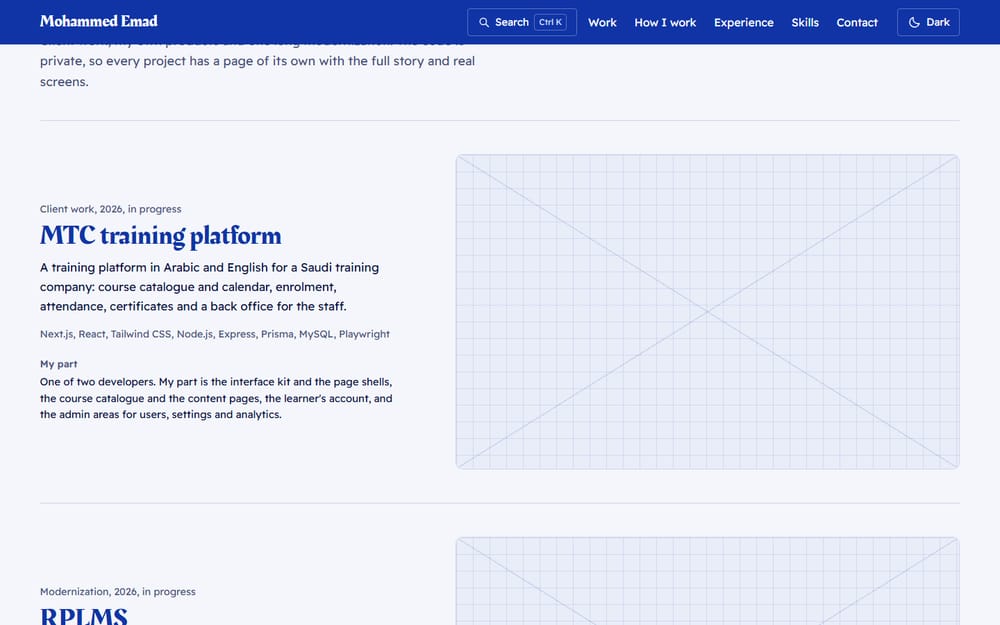 Mohammed Emad
Search Ctrl K Work How I work Experience Skills Contact Dark
private, so every project has a page of its own with the full story and real
screens.
Client work, 2026, in progress
MTC training platform
A training platform in Arabic and English for a Saudi training
company: course catalogue and calendar, enrolment,
attendance, certificates and a back office for the staff.
Next.js, React, Tailwind CSS, Node.js, Express, Prisma, MySQL, Playwright
My part
One of two developers. My part is the interface kit and the page shells,
the course catalogue and the content pages, the learner's account, and
the admin areas for users, settings and analytics.
Modernization, 2026, in progress
RPLMS